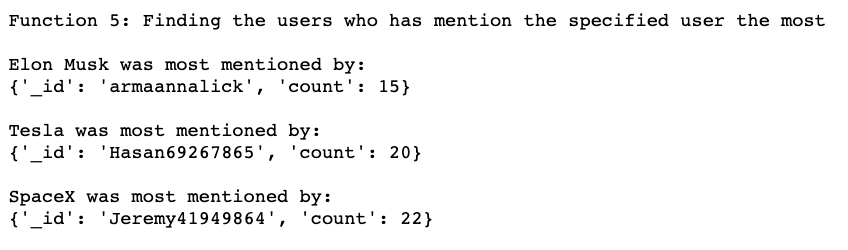 Function 5: Finding the users who has mention the specified user the most
Elon Musk was most mentioned by:
{'_id': 'armaannalick', 'count': 15}
Tesla was most mentioned by:
{'_id': 'Hasan69267865', 'count': 20}
SpaceX was most mentioned by:
{'_id': 'Jeremy41949864', 'count': 22}